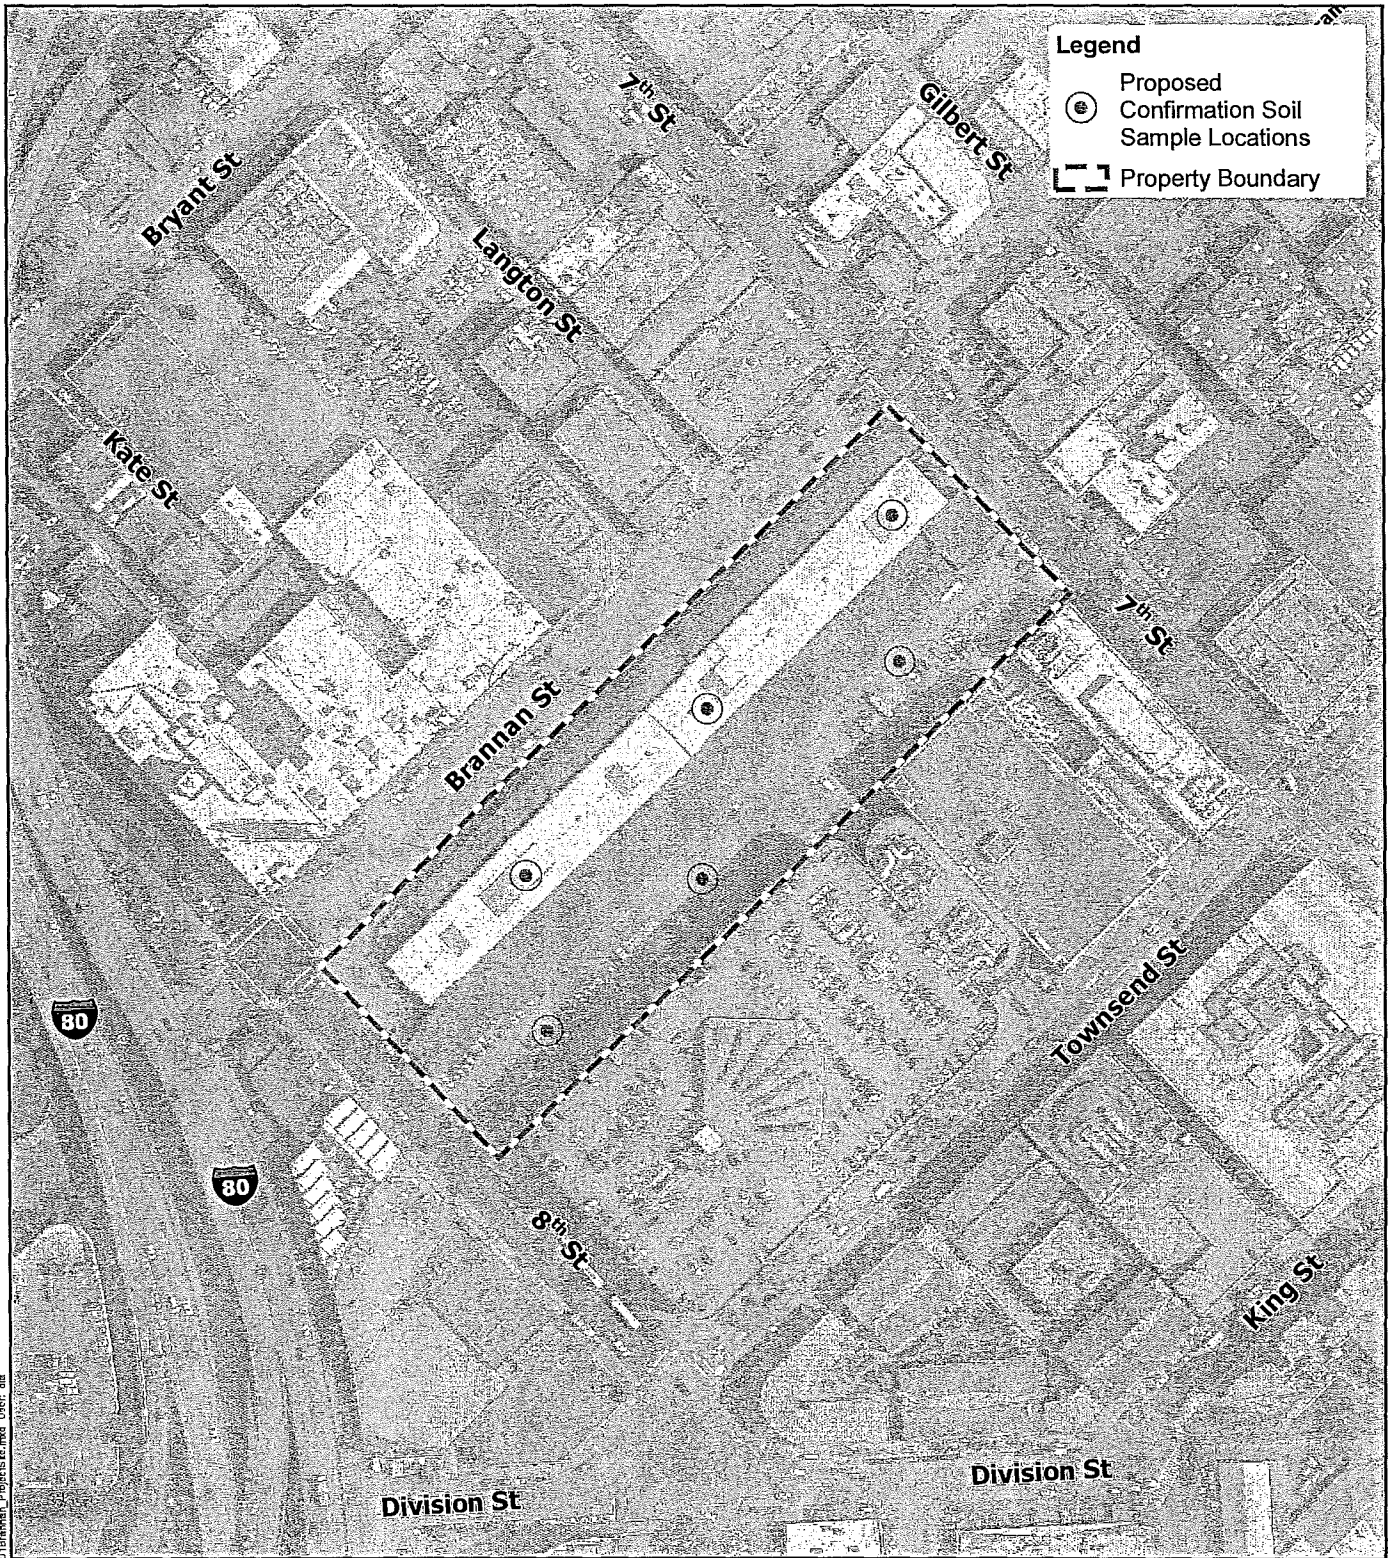 Legend
Proposed
Confirmation Soil
Sample Locations
Property Boundary
7th St
Gilbert St
Bryant St
Langton St
Kate St
7th St
Brannan St
Townsend St
80
80
8th St
King St
Division St
Division St